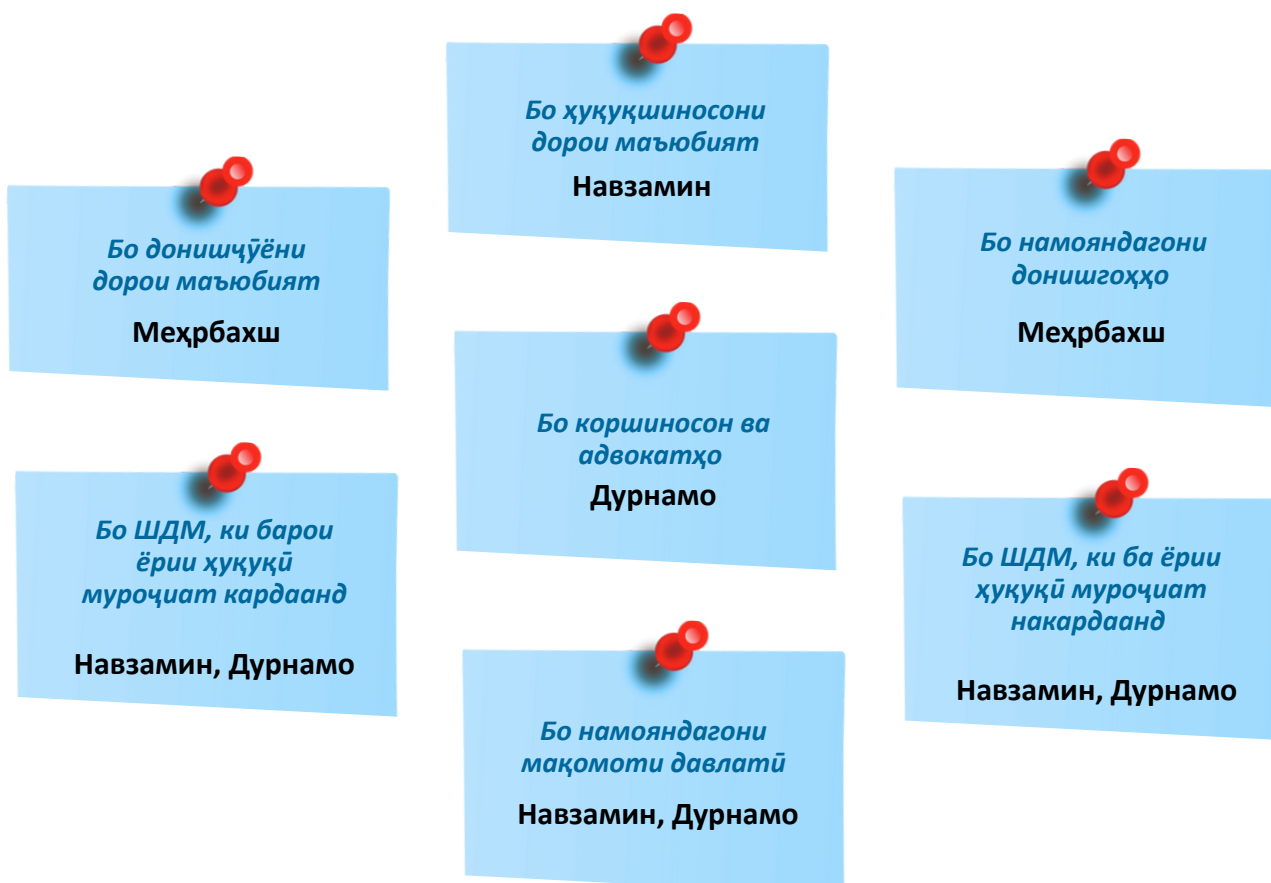 Бо ҳуқуқшиносони
дорои маъюбият
Навзамин
Бо донишҷӯёни
дорои маъюбият
Меҳрбахш
Бо намояндагони
донишгоҳҳо
Меҳрбахш
Бо коршиносон ва
адвокатҳо
Дурнамо
Бо ШДМ, ки барои
ёрии ҳуқуқӣ
муроҷиат кардаанд
Навзамин, Дурнамо
Бо ШДМ, ки ба ёрии
ҳуқуқӣ муроҷиат
накардаанд
Навзамин, Дурнамо
Бо намояндагони
мақомоти давлатӣ
Навзамин, Дурнамо